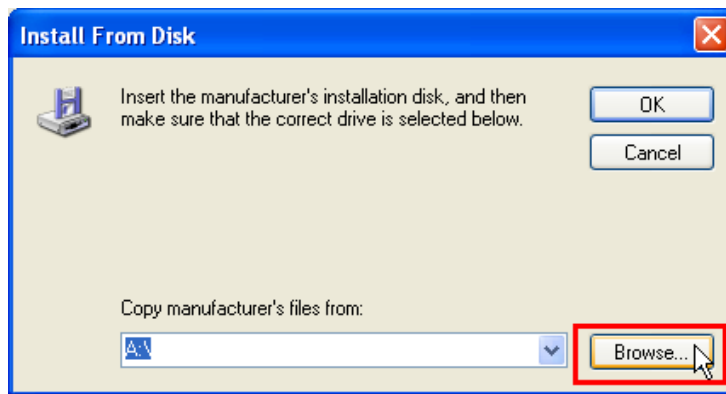 Install From Disk
Insert the manufacturer's installation disk, and then
make sure that the correct drive is selected below.
OK
Cancel
Copy manufacturer's files from:
A:\
Browse...